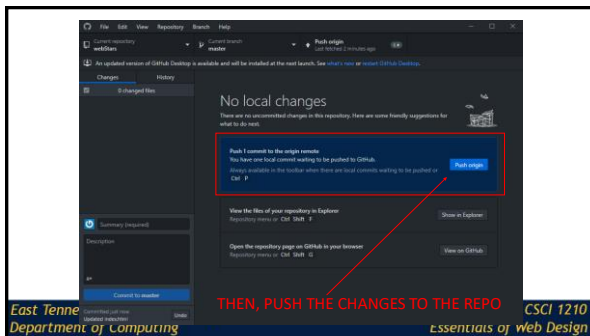 File Edit View Repository Branch Help
Current repository
webStars
Current branch
master
Push origin
Last fetched 2 minutes ago
An updated version of GitHub Desktop is available and will be installed at the next launch. See what's new or restart GitHub Desktop.
Changes History
0 changed files
No local changes
There are no uncommitted changes in this repository. Here are some friendly suggestions for
what to do next.
Push 1 commit to the origin remote
You have one local commit waiting to be pushed to GitHub.
Always available in the toolbar when there are local commits waiting to be pushed or
Ctrl P
Push origin
View the files of your repository in Explorer
Repository menu or Ctrl Shift F
Show in Explorer
Open the repository page on GitHub in your browser
Repository menu or Ctrl Shift G
View on GitHub
Summary (required)
Description
Commit to master
Committed just now
Updated index.html
Undo
THEN, PUSH THE CHANGES TO THE REPO
East Tenne
Department of Computing
CSCI 1210
Essentials of Web Design